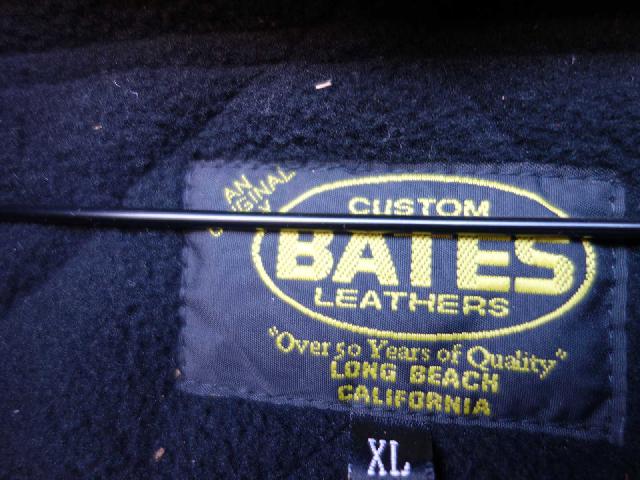 AN
ORIGINAL
CUSTOM
BATES
LEATHERS
"Over 50 Years of Quality"
LONG BEACH
CALIFORNIA
XL